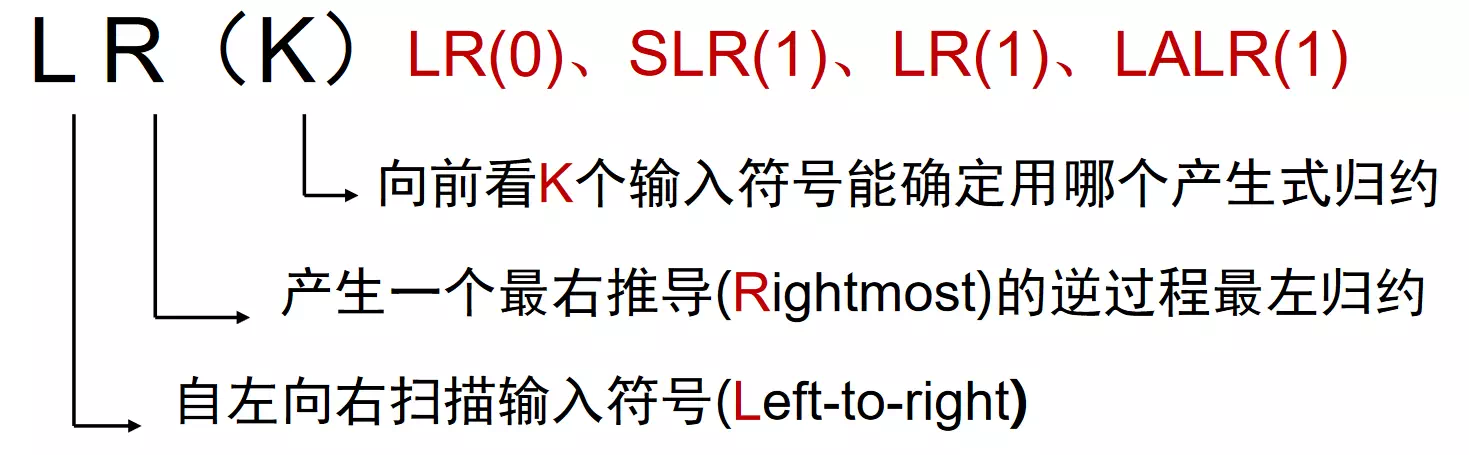 L R（K）LR(0)、SLR(1)、LR(1)、LALR(1)
向前看K个输入符号能确定用哪个产生式归约
产生一个最右推导(Rightmost)的逆过程最左归约
自左向右扫描输入符号(Left-to-right)